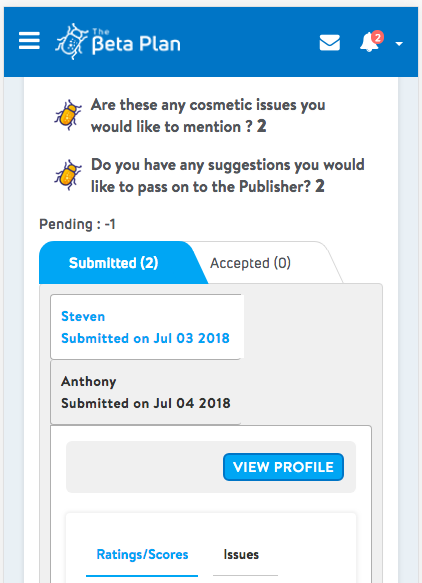 The
Beta Plan
2
Are these any cosmetic issues you
would like to mention ? 2
Do you have any suggestions you would
like to pass on to the Publisher? 2
Pending : -1
Submitted (2)
Accepted (0)
Steven
Submitted on Jul 03 2018
Anthony
Submitted on Jul 04 2018
VIEW PROFILE
Ratings/Scores
Issues